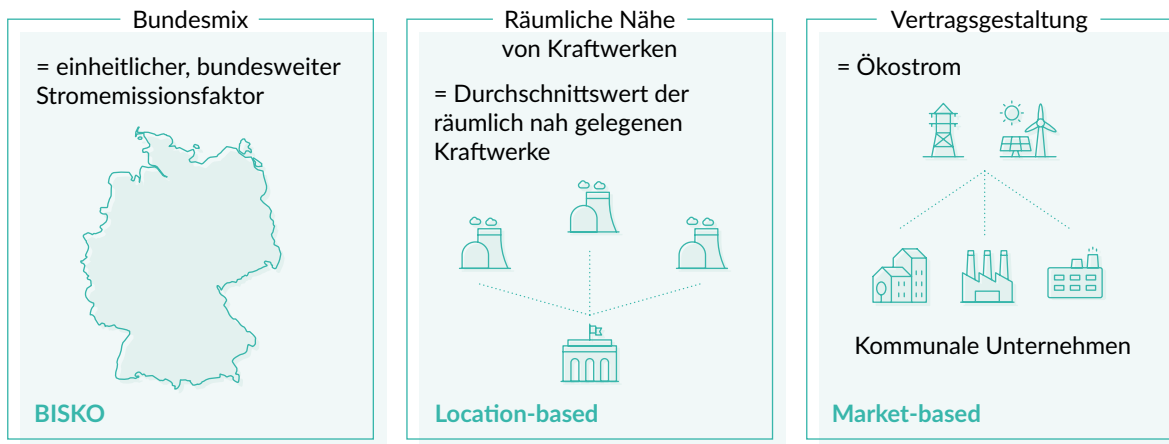 Bundesmix
= einheitlicher, bundesweiter
Stromemissionsfaktor
BISKO
Räumliche Nähe
von Kraftwerken
= Durchschnittswert der
räumlich nah gelegenen
Kraftwerke
Location-based
Vertragsgestaltung
= Ökostrom
Kommunale Unternehmen
Market-based